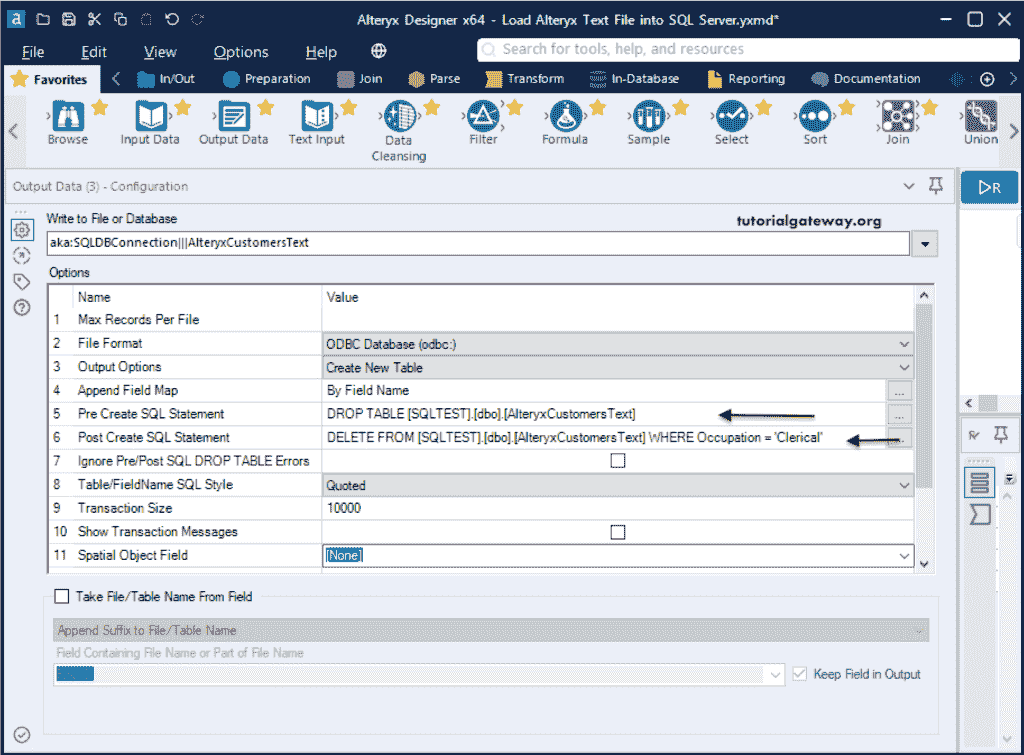 Alteryx Designer x64 - Load Alteryx Text File into SQL Server.yxmd*
File Edit View Options Help
Search for tools, help, and resources
Favorites In/Out Preparation Join Parse Transform In-Database Reporting Documentation
Browse Input Data Output Data Text Input Data Cleansing Filter Formula Sample Select Sort Join Union
Output Data (3) - Configuration
R
Write to File or Database
tutorialgateway.org
aka:SQLDBConnection|||AlteryxCustomersText
Options
Name Value
1 Max Records Per File
2 File Format ODBC Database (odbc:)
3 Output Options Create New Table
4 Append Field Map By Field Name ...
5 Pre Create SQL Statement DROP TABLE [SQLTEST].[dbo].[AlteryxCustomersText] ...
6 Post Create SQL Statement DELETE FROM [SQLTEST].[dbo].[AlteryxCustomersText] WHERE Occupation = 'Clerical' ...
7 Ignore Pre/Post SQL DROP TABLE Errors
8 Table/FieldName SQL Style Quoted
9 Transaction Size 10000
10 Show Transaction Messages
11 Spatial Object Field [None]
Take File/Table Name From Field
Append Suffix to File/Table Name
Field Containing File Name or Part of File Name
Keep Field in Output